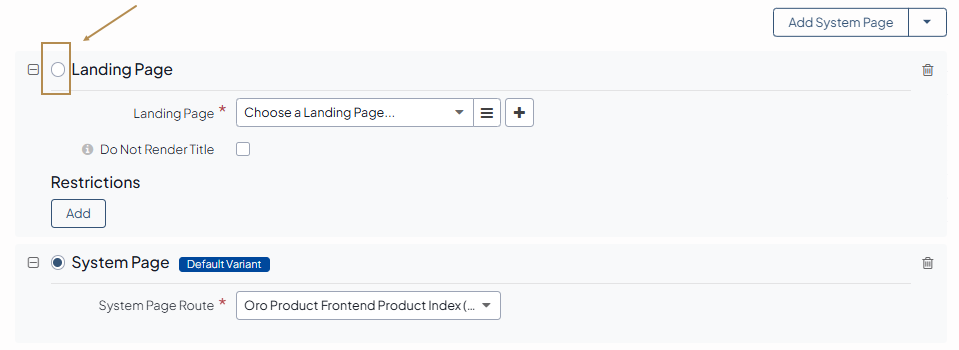 Add System Page
Landing Page
Landing Page *
Choose a Landing Page...
Do Not Render Title
Restrictions
Add
System Page
Default Variant
System Page Route *
Oro Product Frontend Product Index (...